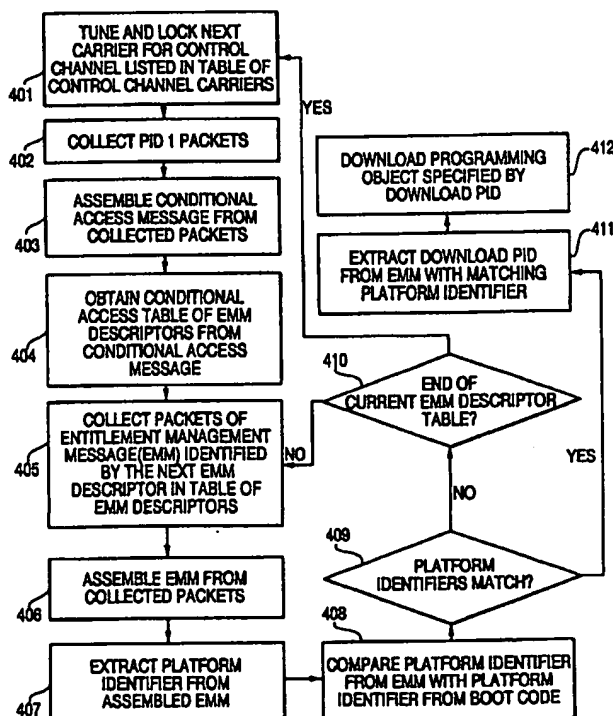 TUNE AND LOCK NEXT
CARRIER FOR CONTROL
CHANNEL LISTED IN TABLE OF
CONTROL CHANNEL CARRIERS
401
COLLECT PID 1 PACKETS
402
ASSEMBLE CONDITIONAL
ACCESS MESSAGE FROM
COLLECTED PACKETS
403
OBTAIN CONDITIONAL
ACCESS TABLE OF EMM
DESCRIPTORS FROM
CONDITIONAL ACCESS
MESSAGE
404
COLLECT PACKETS OF
ENTITLEMENT MANAGEMENT
MESSAGE(EMM) IDENTIFIED
BY THE NEXT EMM
DESCRIPTOR IN TABLE OF
EMM DESCRIPTORS
405
ASSEMBLE EMM FROM
COLLECTED PACKETS
406
EXTRACT PLATFORM
IDENTIFIER FROM
ASSEMBLED EMM
407
COMPARE PLATFORM IDENTIFIER
FROM EMM WITH PLATFORM
IDENTIFIER FROM BOOT CODE
408
PLATFORM
IDENTIFIERS MATCH?
409
NO
YES
END OF
CURRENT EMM DESCRIPTOR
TABLE?
410
NO
YES
EXTRACT DOWNLOAD PID
FROM EMM WITH MATCHING
PLATFORM IDENTIFIER
411
DOWNLOAD PROGRAMMING
OBJECT SPECIFIED BY
DOWNLOAD PID
412